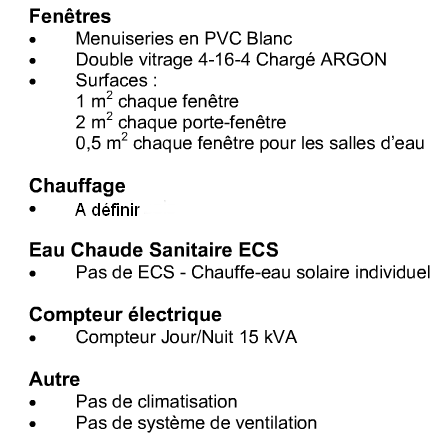 Fenêtres
• Menuiseries en PVC Blanc
• Double vitrage 4-16-4 Chargé ARGON
• Surfaces :
1 m² chaque fenêtre
2 m² chaque porte-fenêtre
0,5 m² chaque fenêtre pour les salles d'eau
Chauffage
• A définir
Eau Chaude Sanitaire ECS
• Pas de ECS - Chauffe-eau solaire individuel
Compteur électrique
• Compteur Jour/Nuit 15 kVA
Autre
• Pas de climatisation
• Pas de système de ventilation